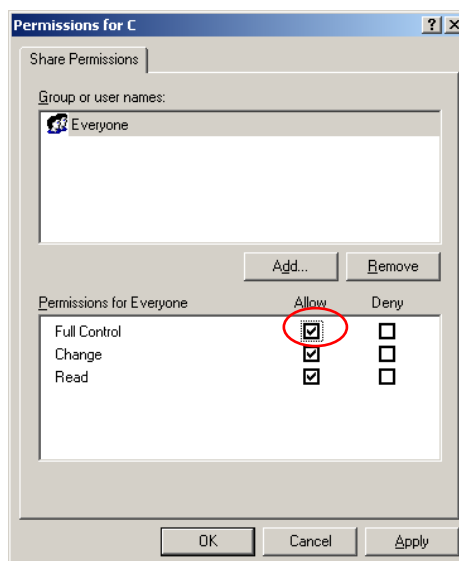 Permissions for C
Share Permissions
Group or user names:
Everyone
Add... Remove
Permissions for Everyone Allow Deny
Full Control
Change
Read
OK Cancel Apply